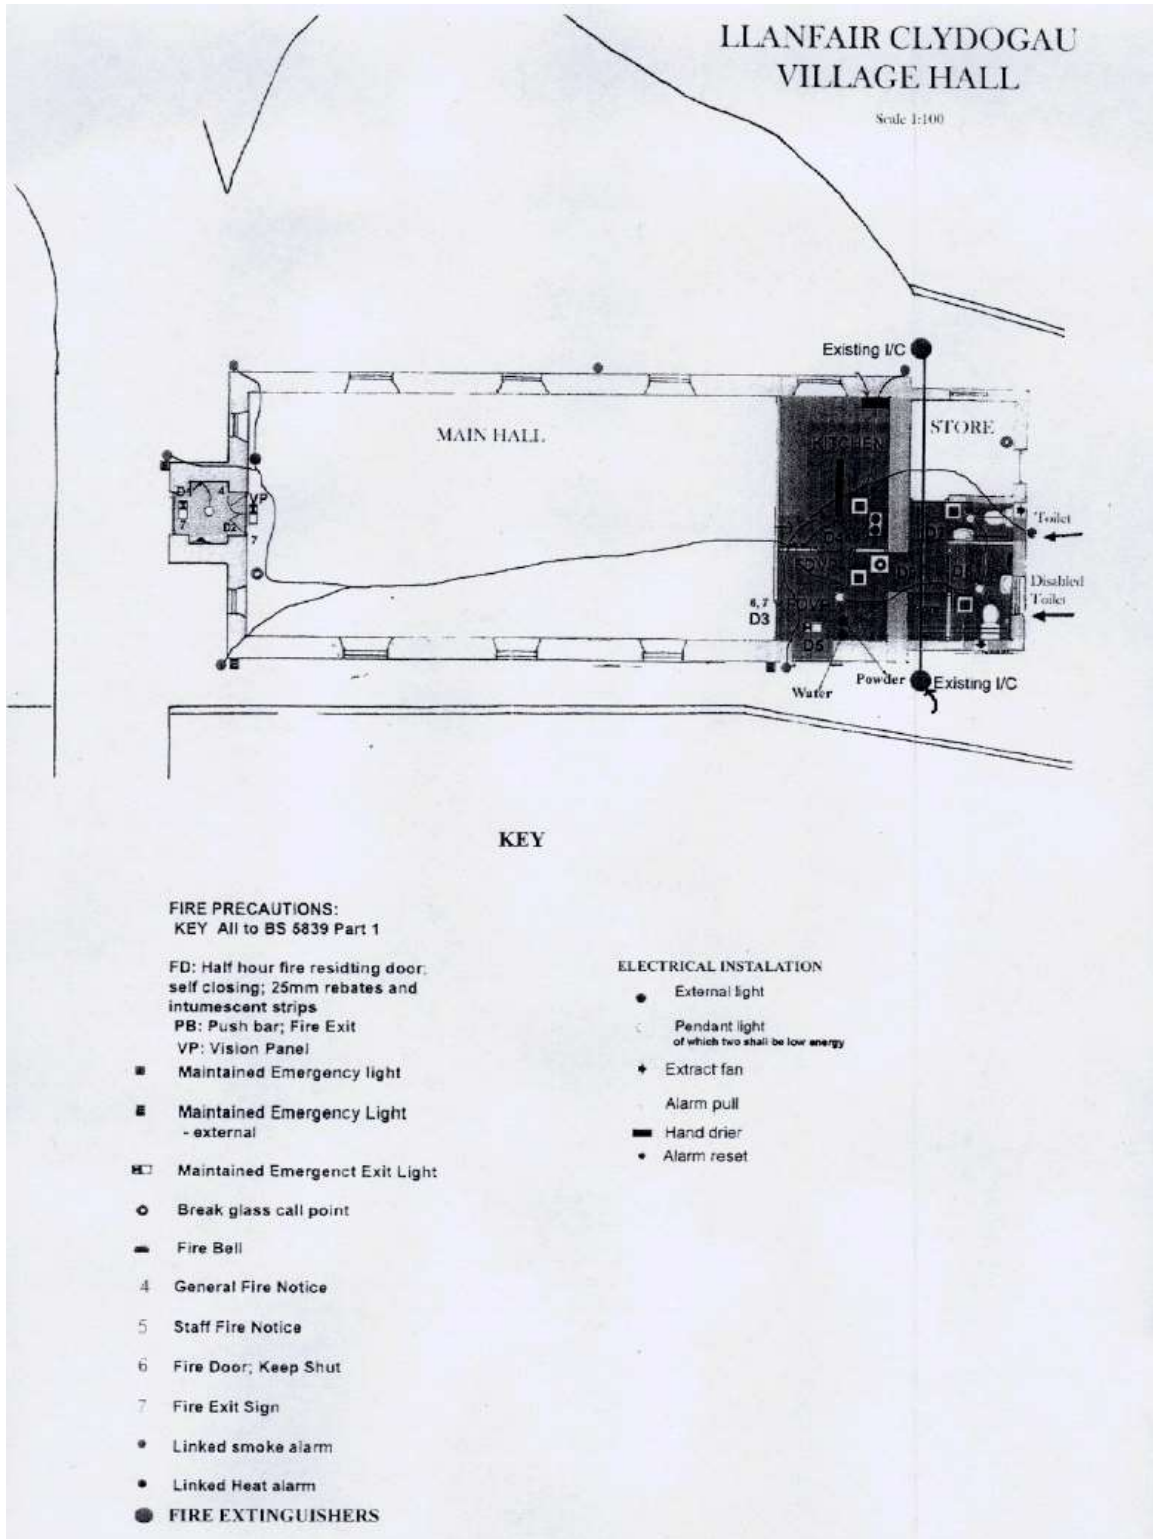 LLANFAIR CLYDOGAU
VILLAGE HALL
Scale 1:100
Existing I/C
MAIN HALL
KITCHEN
STORE
D1
4
VP
7
D2
7
Toilet
D7
Disabled
Toilet
6, 7
D3
D5
Water
Powder
Existing I/C
KEY
FIRE PRECAUTIONS:
KEY All to BS 5839 Part 1
FD: Half hour fire residting door;
self closing; 25mm rebates and
intumescent strips
PB: Push bar; Fire Exit
VP: Vision Panel
Maintained Emergency light
Maintained Emergency Light
- external
Maintained Emergenct Exit Light
Break glass call point
Fire Bell
4 General Fire Notice
5 Staff Fire Notice
6 Fire Door; Keep Shut
7 Fire Exit Sign
Linked smoke alarm
Linked Heat alarm
FIRE EXTINGUISHERS
ELECTRICAL INSTALATION
External light
Pendant light
of which two shall be low energy
Extract fan
Alarm pull
Hand drier
Alarm reset